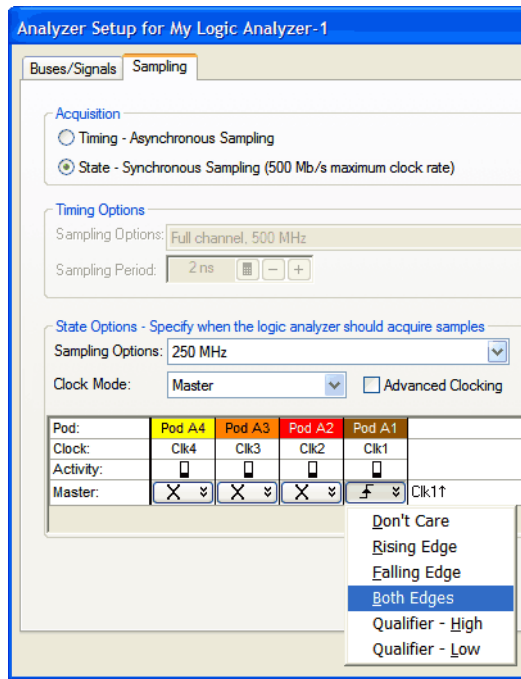 Analyzer Setup for My Logic Analyzer-1
Buses/Signals Sampling
Acquisition
Timing - Asynchronous Sampling
State - Synchronous Sampling (500 Mb/s maximum clock rate)
Timing Options
Sampling Options: Full channel, 500 MHz
Sampling Period: 2 ns
State Options - Specify when the logic analyzer should acquire samples
Sampling Options: 250 MHz
Clock Mode: Master Advanced Clocking
Pod: Pod A4 Pod A3 Pod A2 Pod A1
Clock: Clk4 Clk3 Clk2 Clk1
Activity:
Master: X X X Clk1↑
Don't Care
Rising Edge
Falling Edge
Both Edges
Qualifier - High
Qualifier - Low